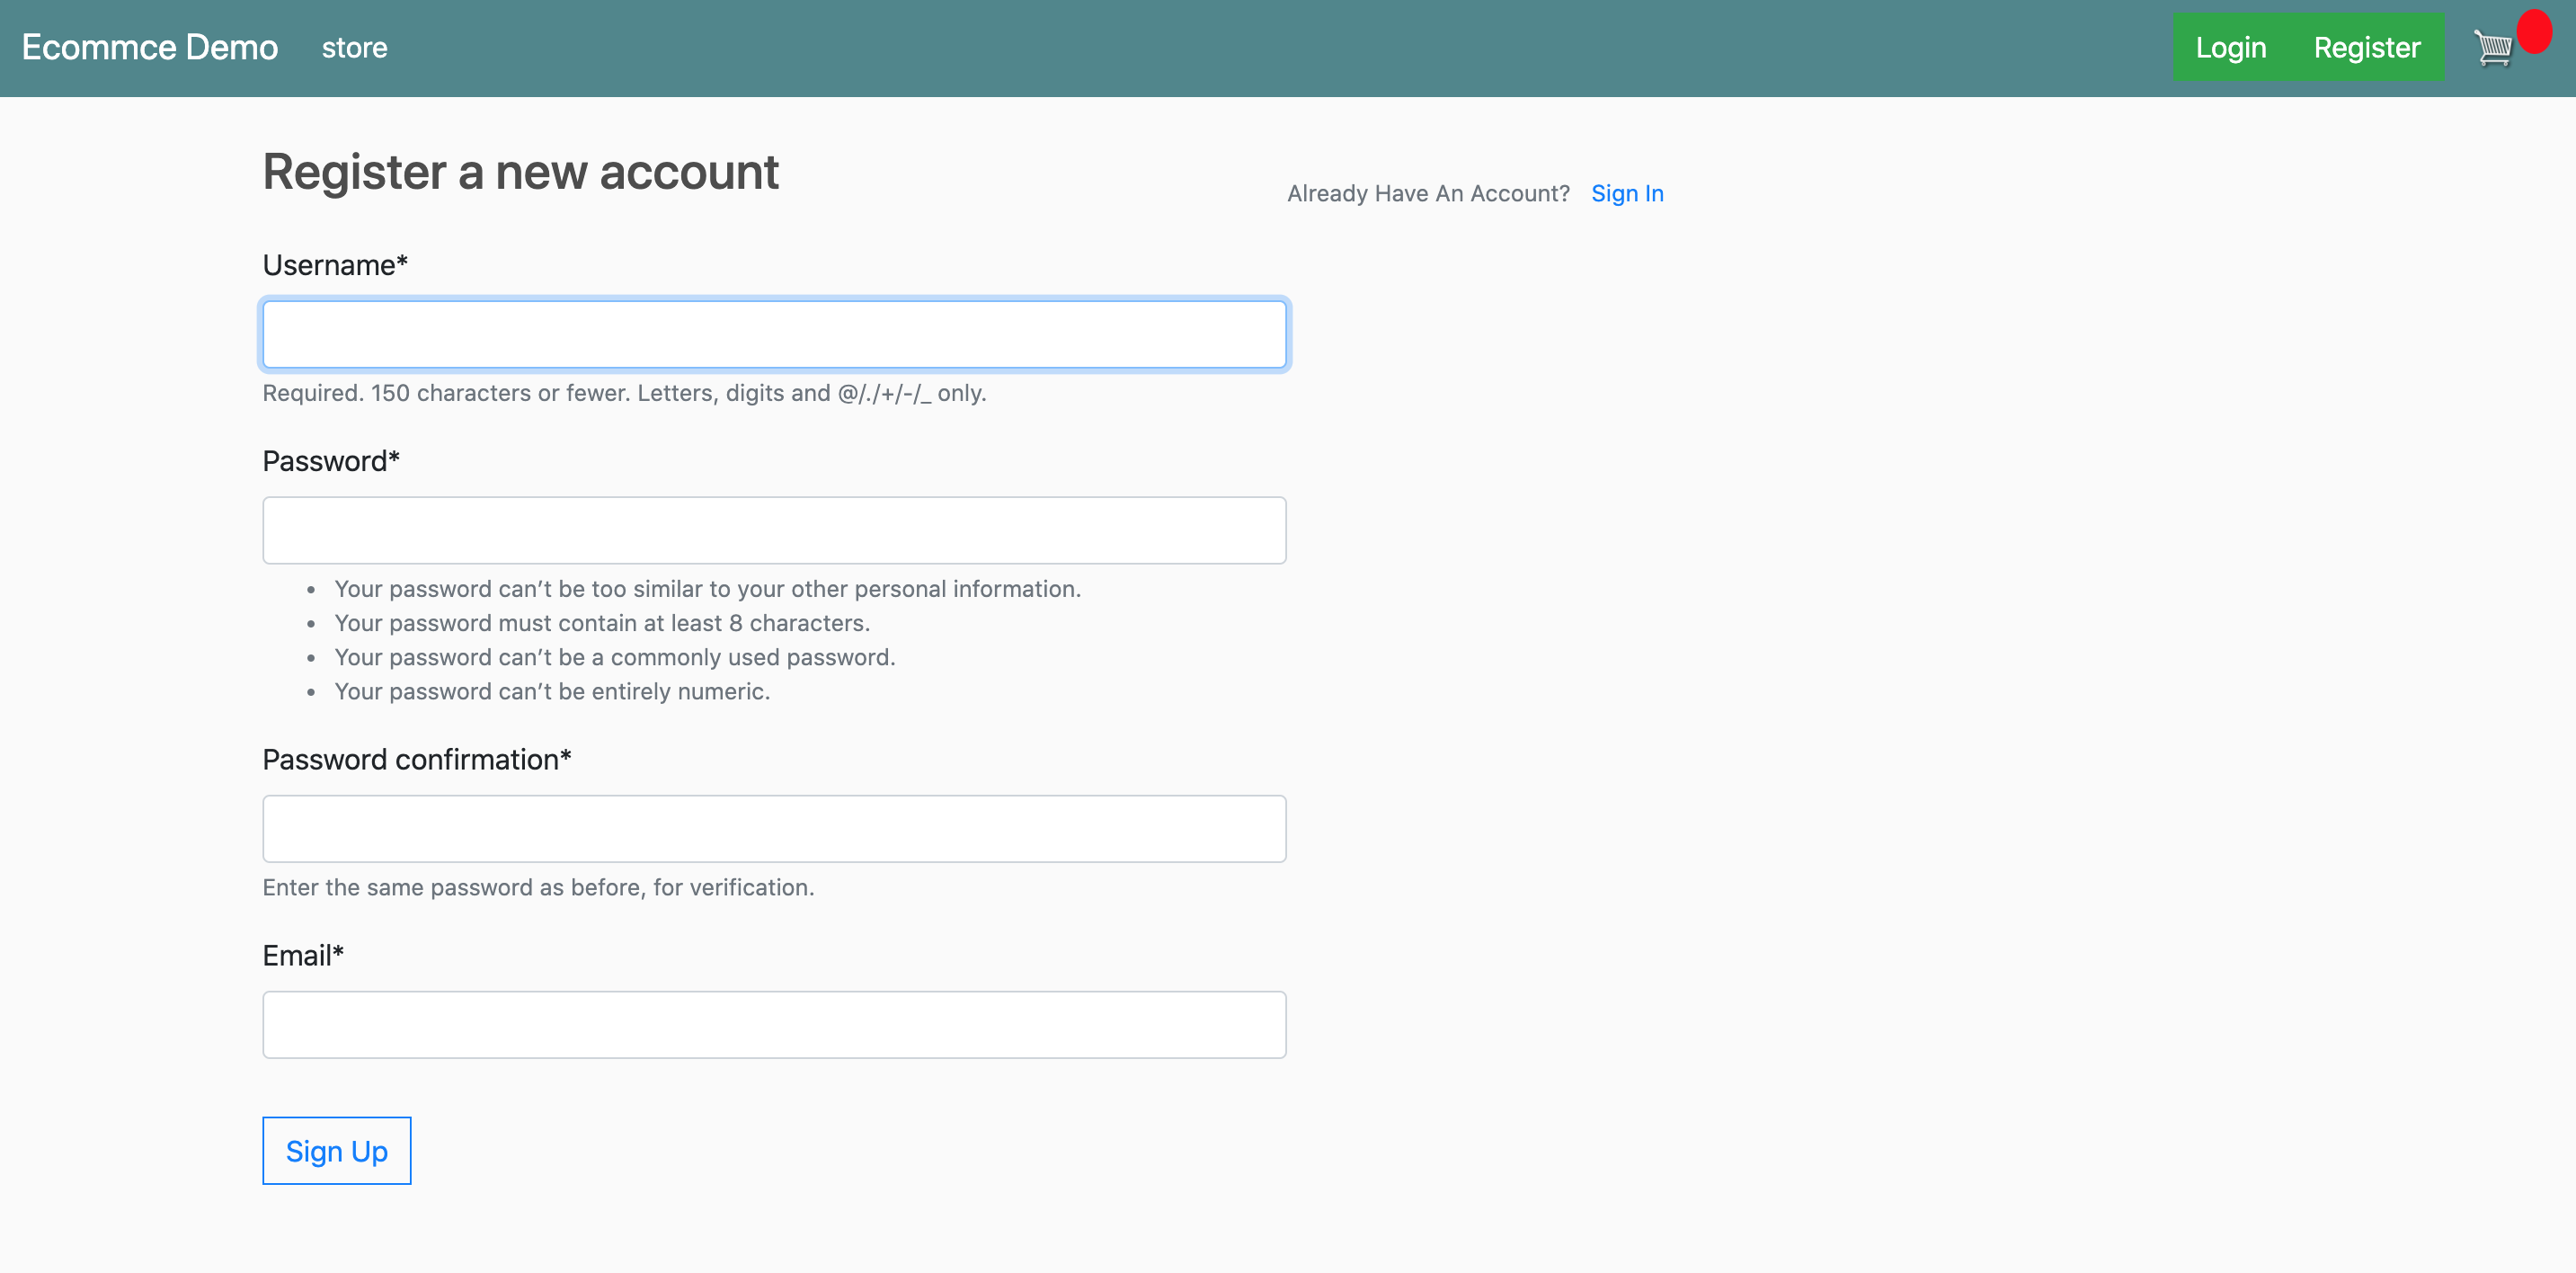 Ecommce Demo store Login Register
Register a new account
Already Have An Account? Sign In
Username*
Required. 150 characters or fewer. Letters, digits and @/./+/-/_ only.
Password*
• Your password can’t be too similar to your other personal information.
• Your password must contain at least 8 characters.
• Your password can’t be a commonly used password.
• Your password can’t be entirely numeric.
Password confirmation*
Enter the same password as before, for verification.
Email*
Sign Up